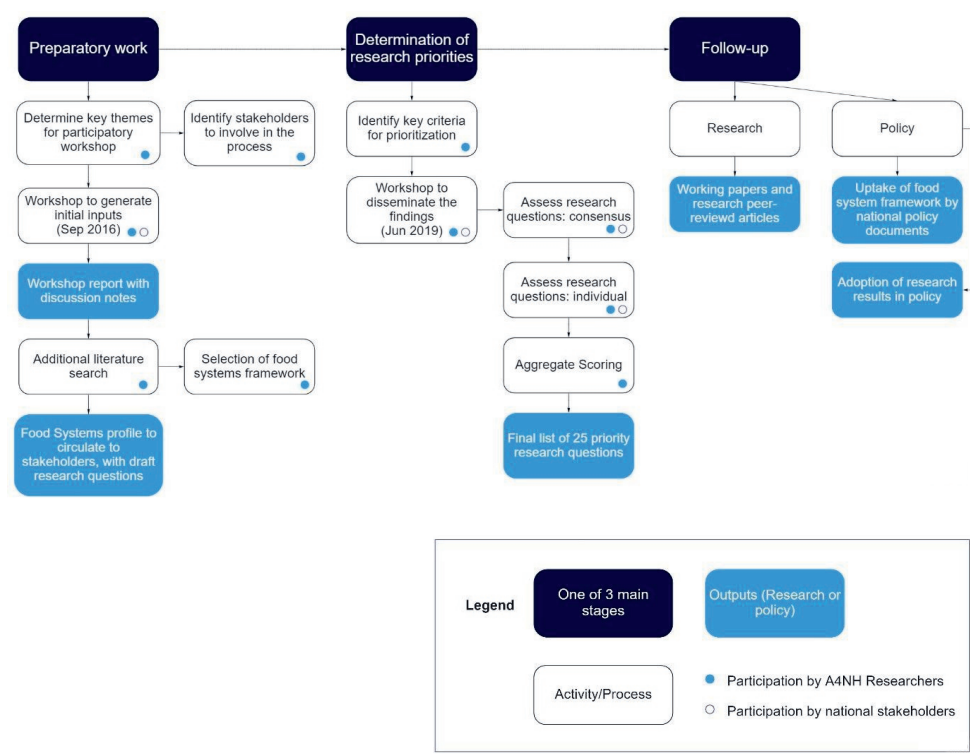 Preparatory work
Determination of
research priorities
Follow-up
Determine key themes
for participatory
workshop
Identify stakeholders
to involve in the
process
Workshop to generate
initial inputs
(Sep 2016)
Workshop report with
discussion notes
Additional literature
search
Selection of food
systems framework
Food Systems profile to
circulate to
stakeholders, with draft
research questions
Identify key criteria
for prioritization
Workshop to
disseminate the
findings
(Jun 2019)
Assess research
questions: consensus
Assess research
questions: individual
Aggregate Scoring
Final list of 25 priority
research questions
Research
Working papers and
research peer-
reviewd articles
Policy
Uptake of food
system framework by
national policy
documents
Adoption of research
results in policy
Legend
One of 3 main
stages
Outputs (Research or
policy)
Activity/Process
Participation by A4NH Researchers
Participation by national stakeholders